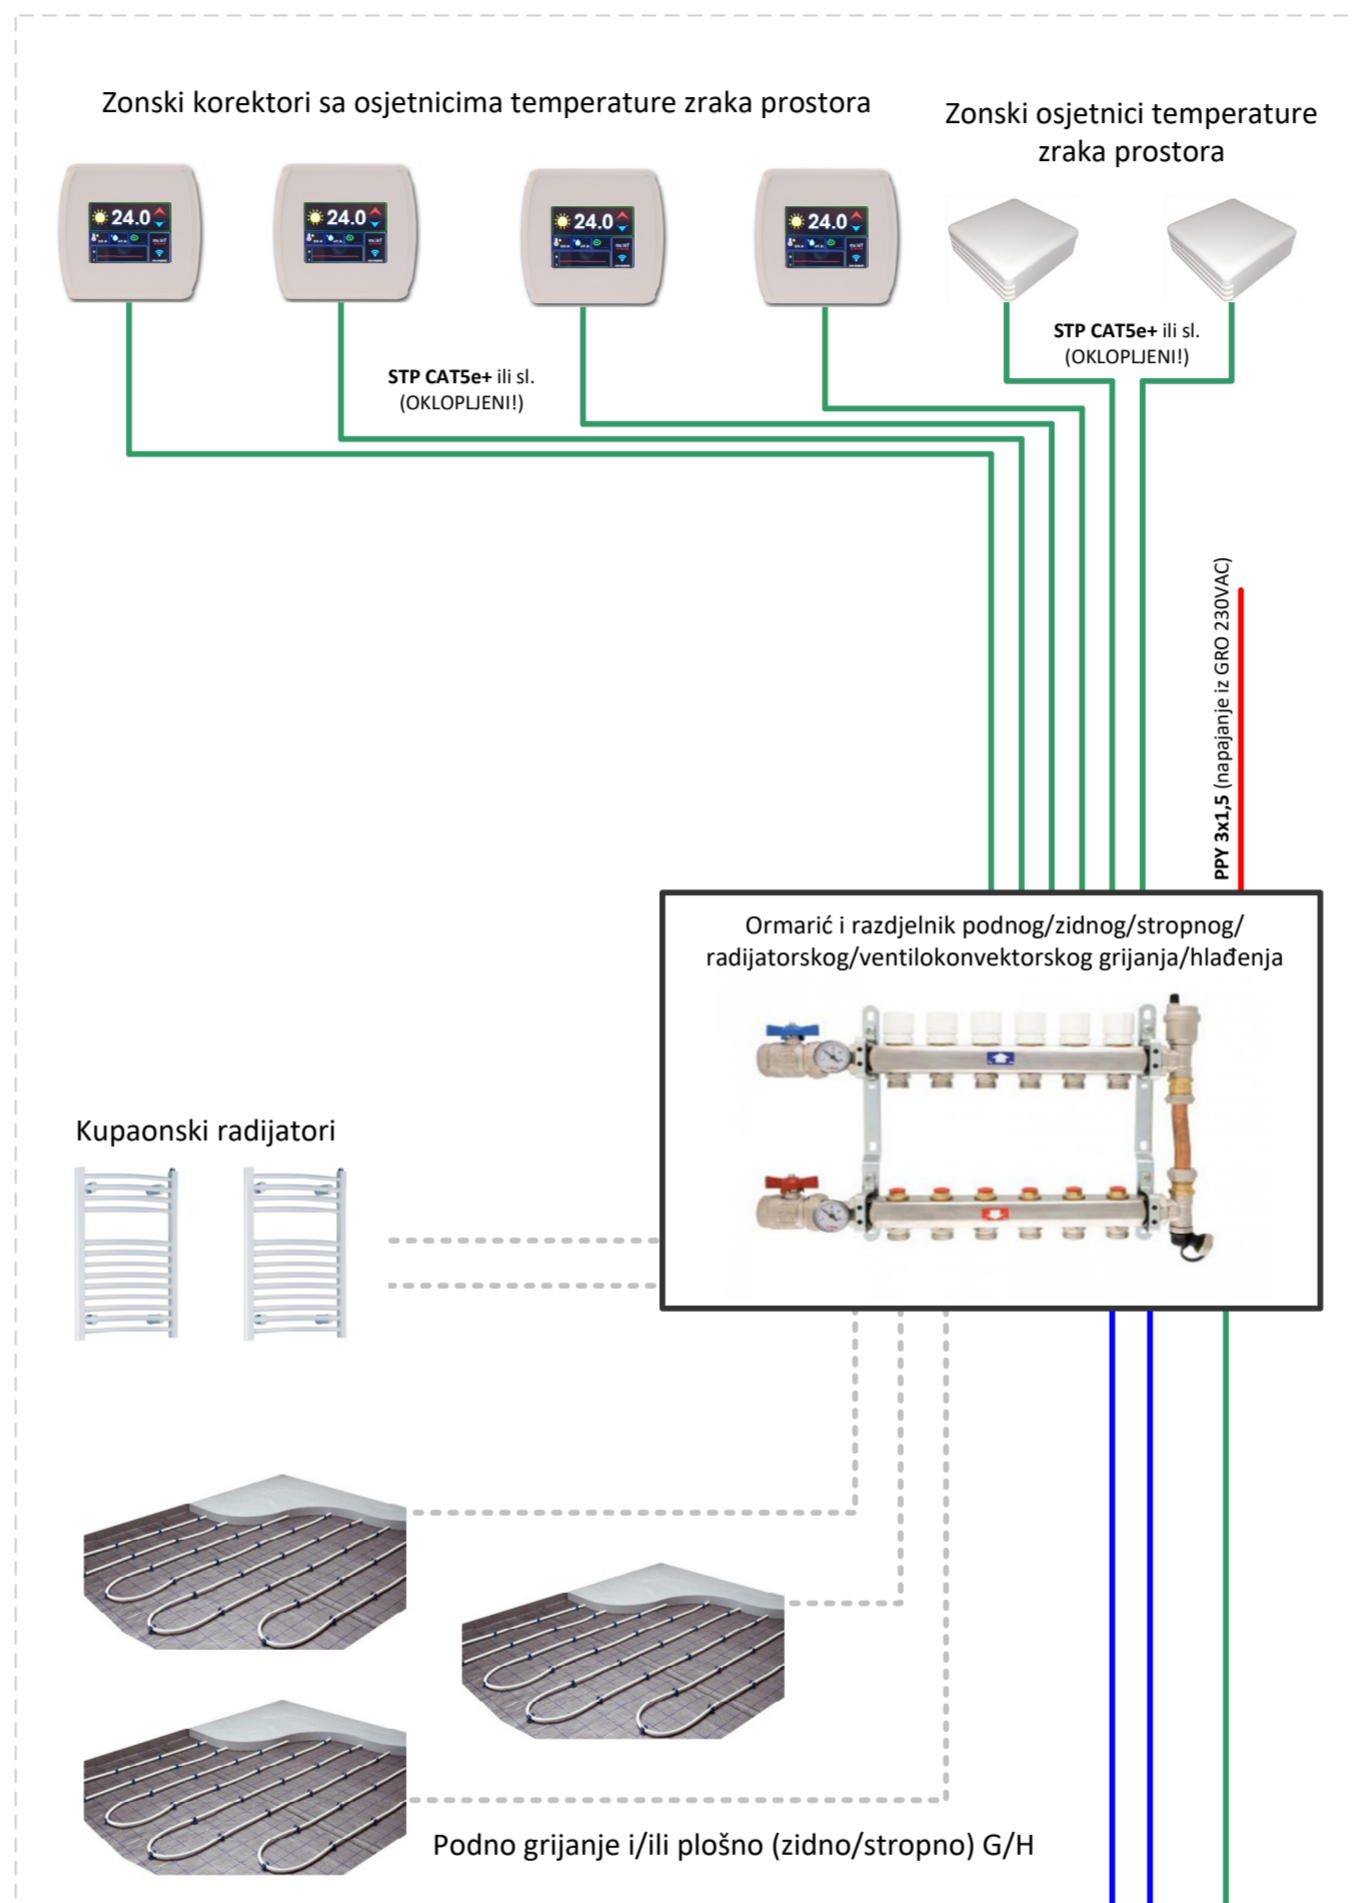 Zonski korektori sa osjetnicima temperature zraka prostora
Zonski osjetnici temperature
zraka prostora
24.0
24.0
24.0
24.0
STP CAT5e+ ili sl.
(OKLOPLJENI!)
STP CAT5e+ ili sl.
(OKLOPLJENI!)
PPY 3x1,5 (napajanje iz GRO 230VAC)
Ormarić i razdjelnik podnog/zidnog/stropnog/
radijatorskog/ventilokonvektorskog grijanja/hlađenja
Kupaonski radijatori
Podno grijanje i/ili plošno (zidno/stropno) G/H